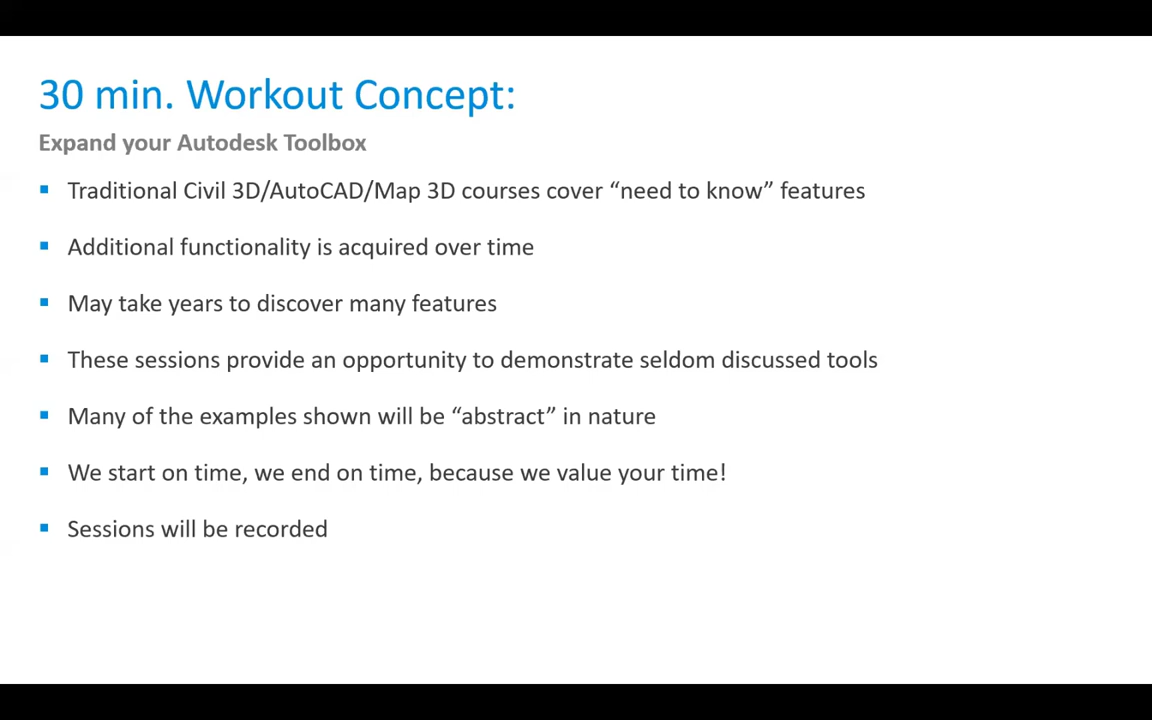 30 min. Workout Concept:
Expand your Autodesk Toolbox
▪ Traditional Civil 3D/AutoCAD/Map 3D courses cover “need to know” features
▪ Additional functionality is acquired over time
▪ May take years to discover many features
▪ These sessions provide an opportunity to demonstrate seldom discussed tools
▪ Many of the examples shown will be “abstract” in nature
▪ We start on time, we end on time, because we value your time!
▪ Sessions will be recorded